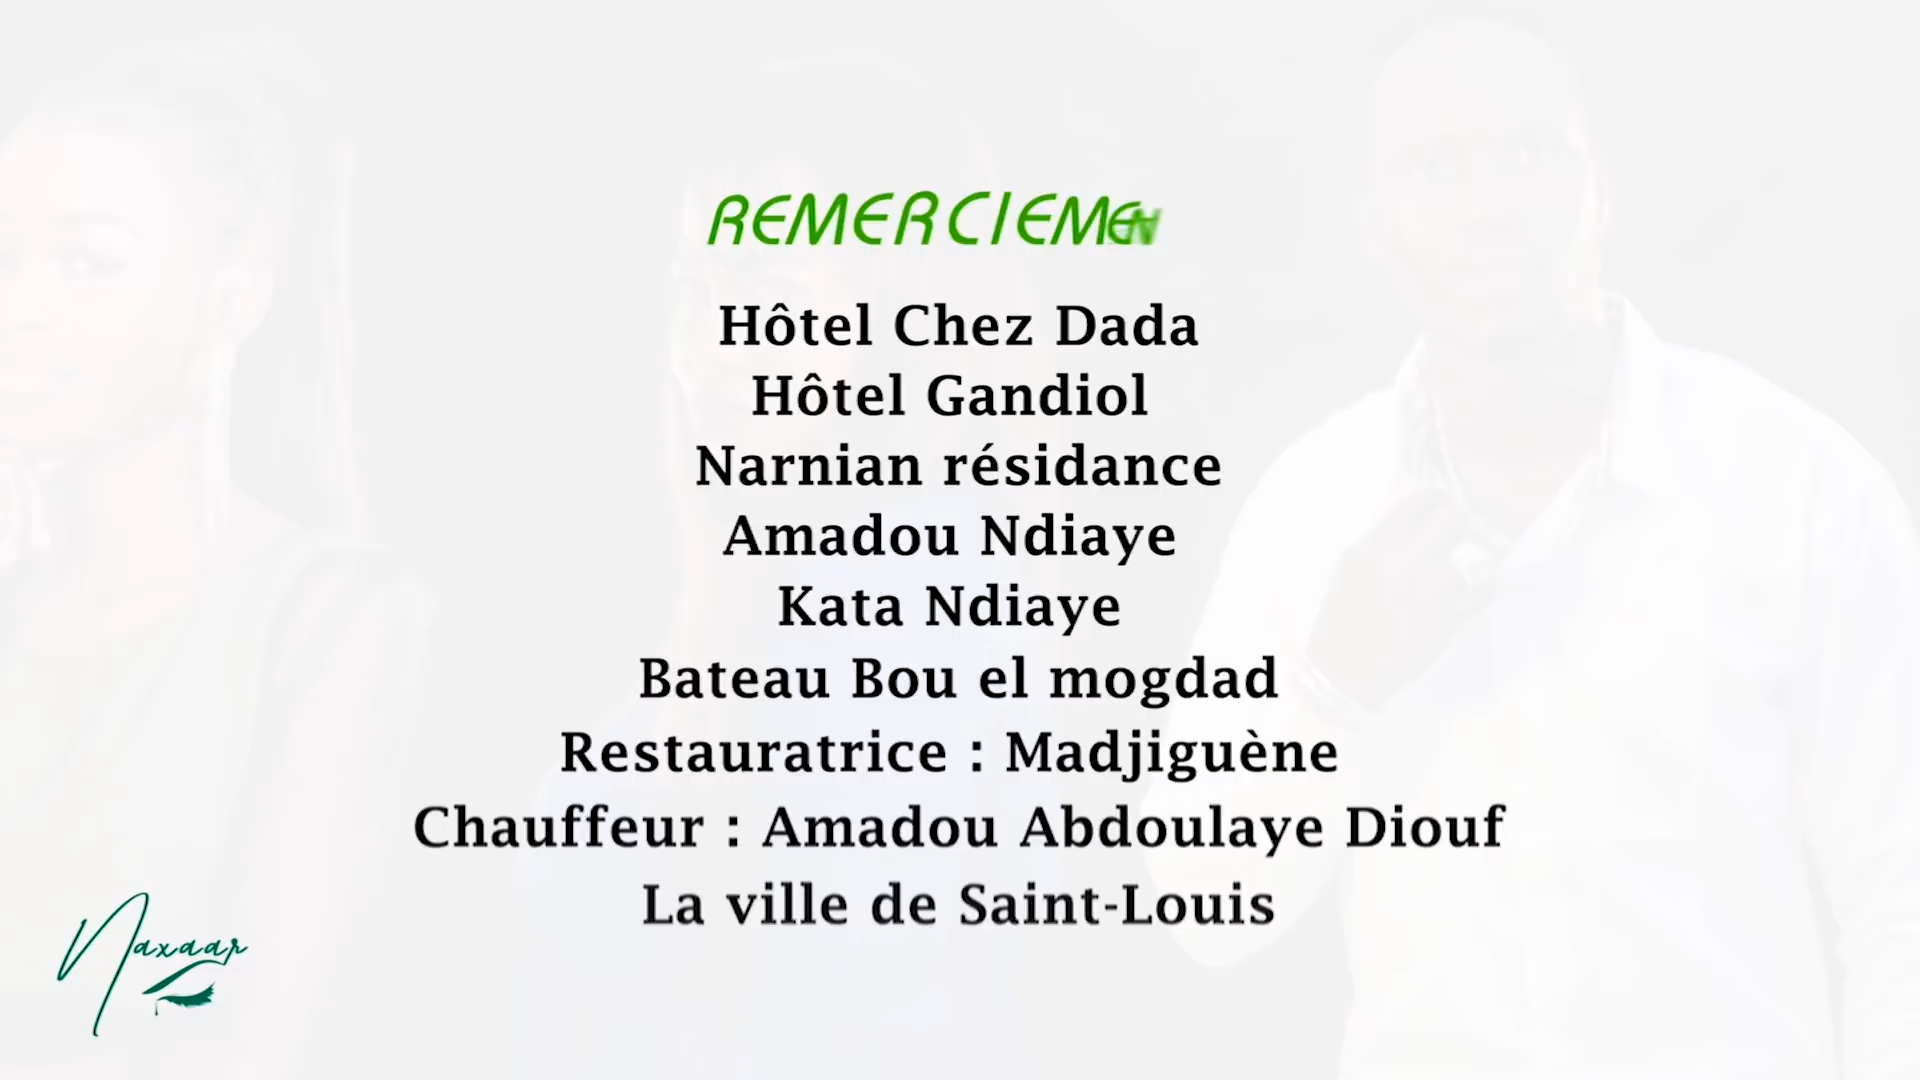 REMERCIEMEN
Hôtel Chez Dada
Hôtel Gandiol
Narnian résidance
Amadou Ndiaye
Kata Ndiaye
Bateau Bou el mogdad
Restauratrice : Madjiguène
Chauffeur : Amadou Abdoulaye Diouf
La ville de Saint-Louis
Naxaar